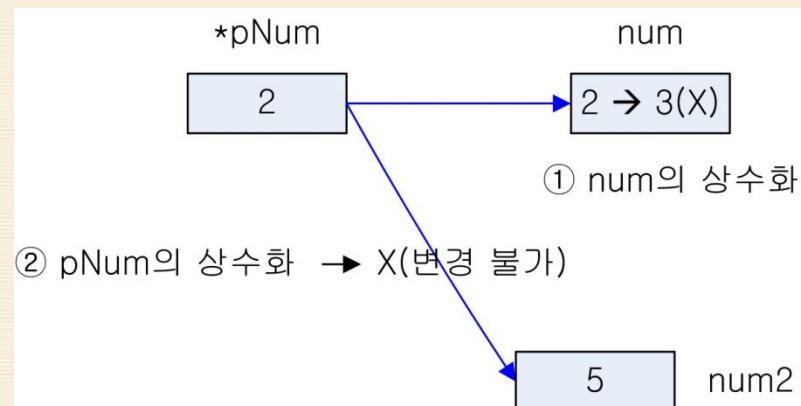 *pNum num
2 2 → 3(X)
① num의 상수화
② pNum의 상수화 → X(변경 불가)
5 num2